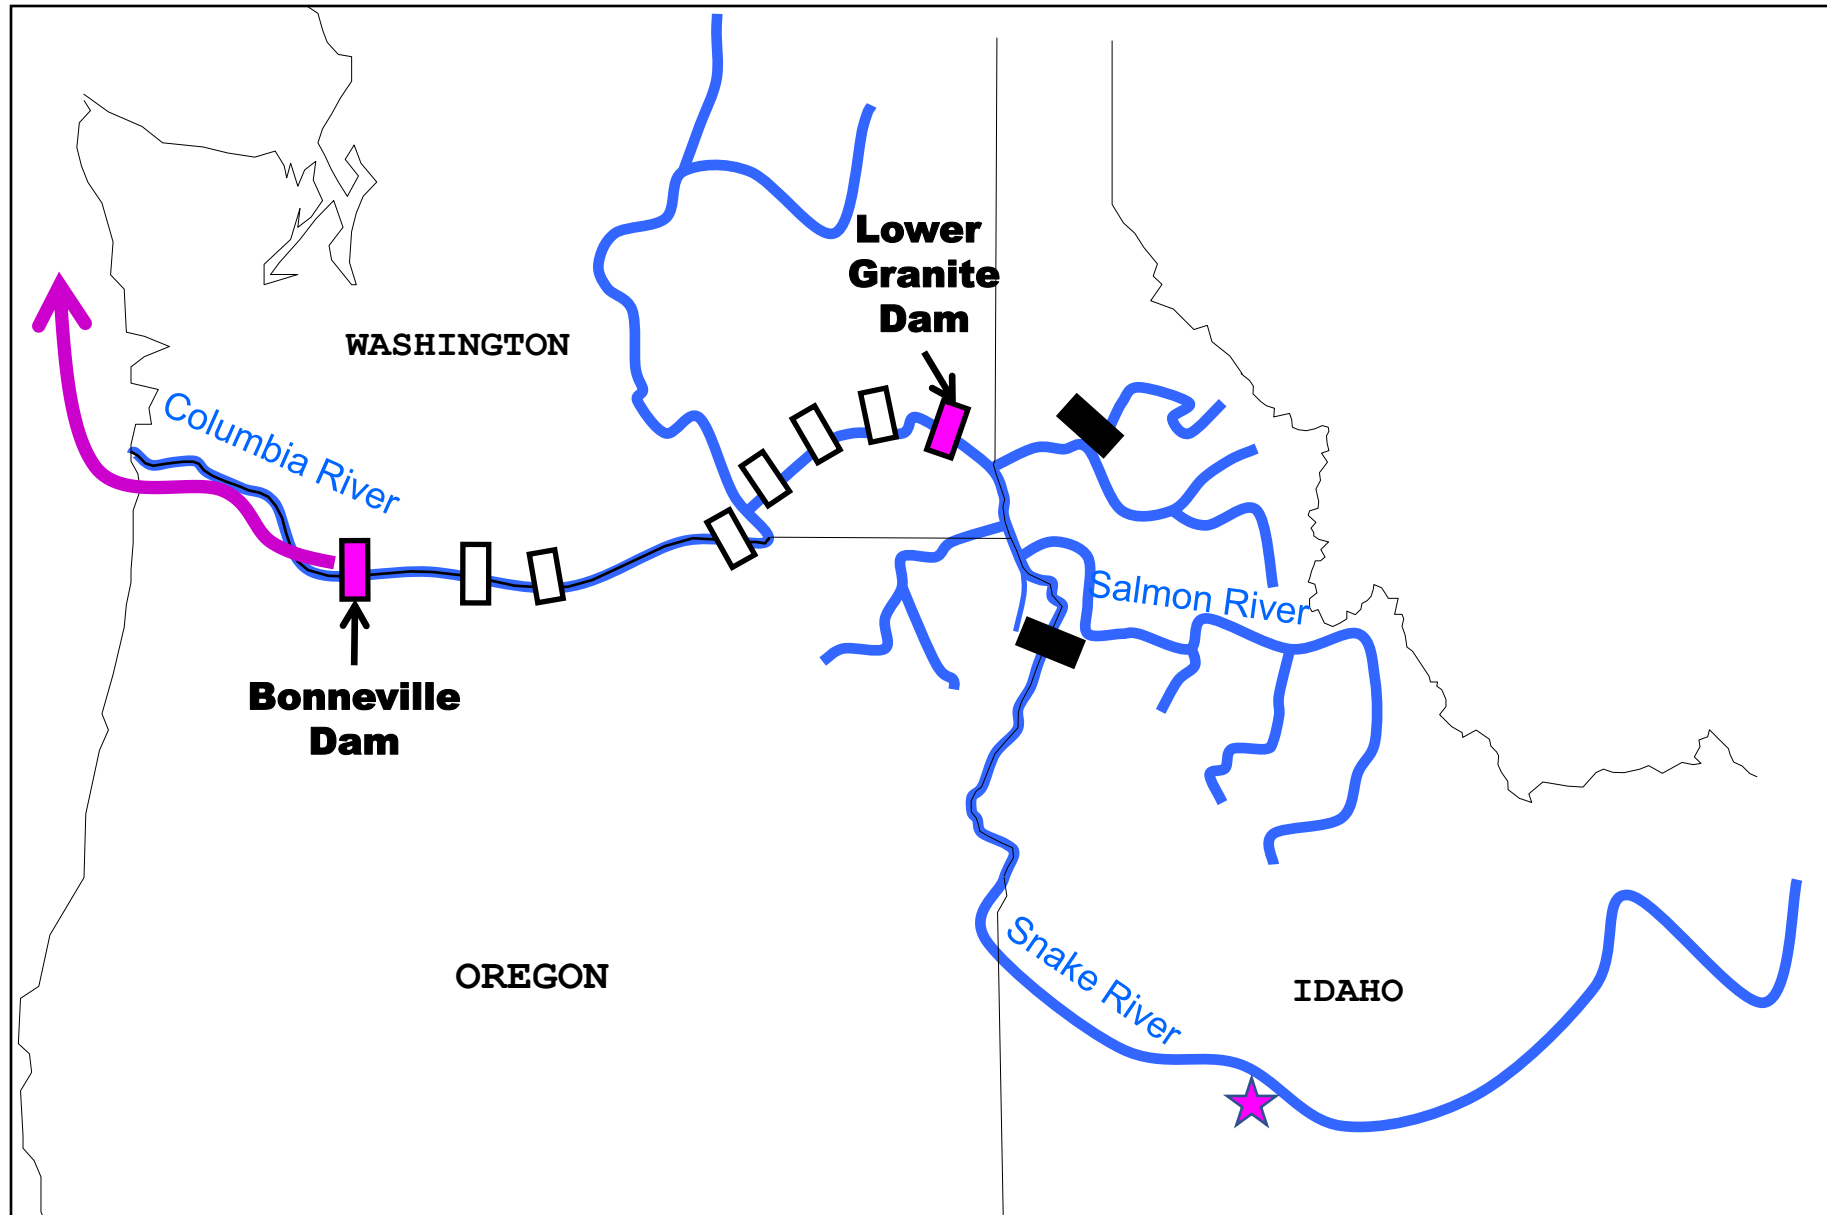 Lower
Granite
Dam
WASHINGTON
Columbia River
Salmon River
Bonneville
Dam
Snake River
OREGON
IDAHO